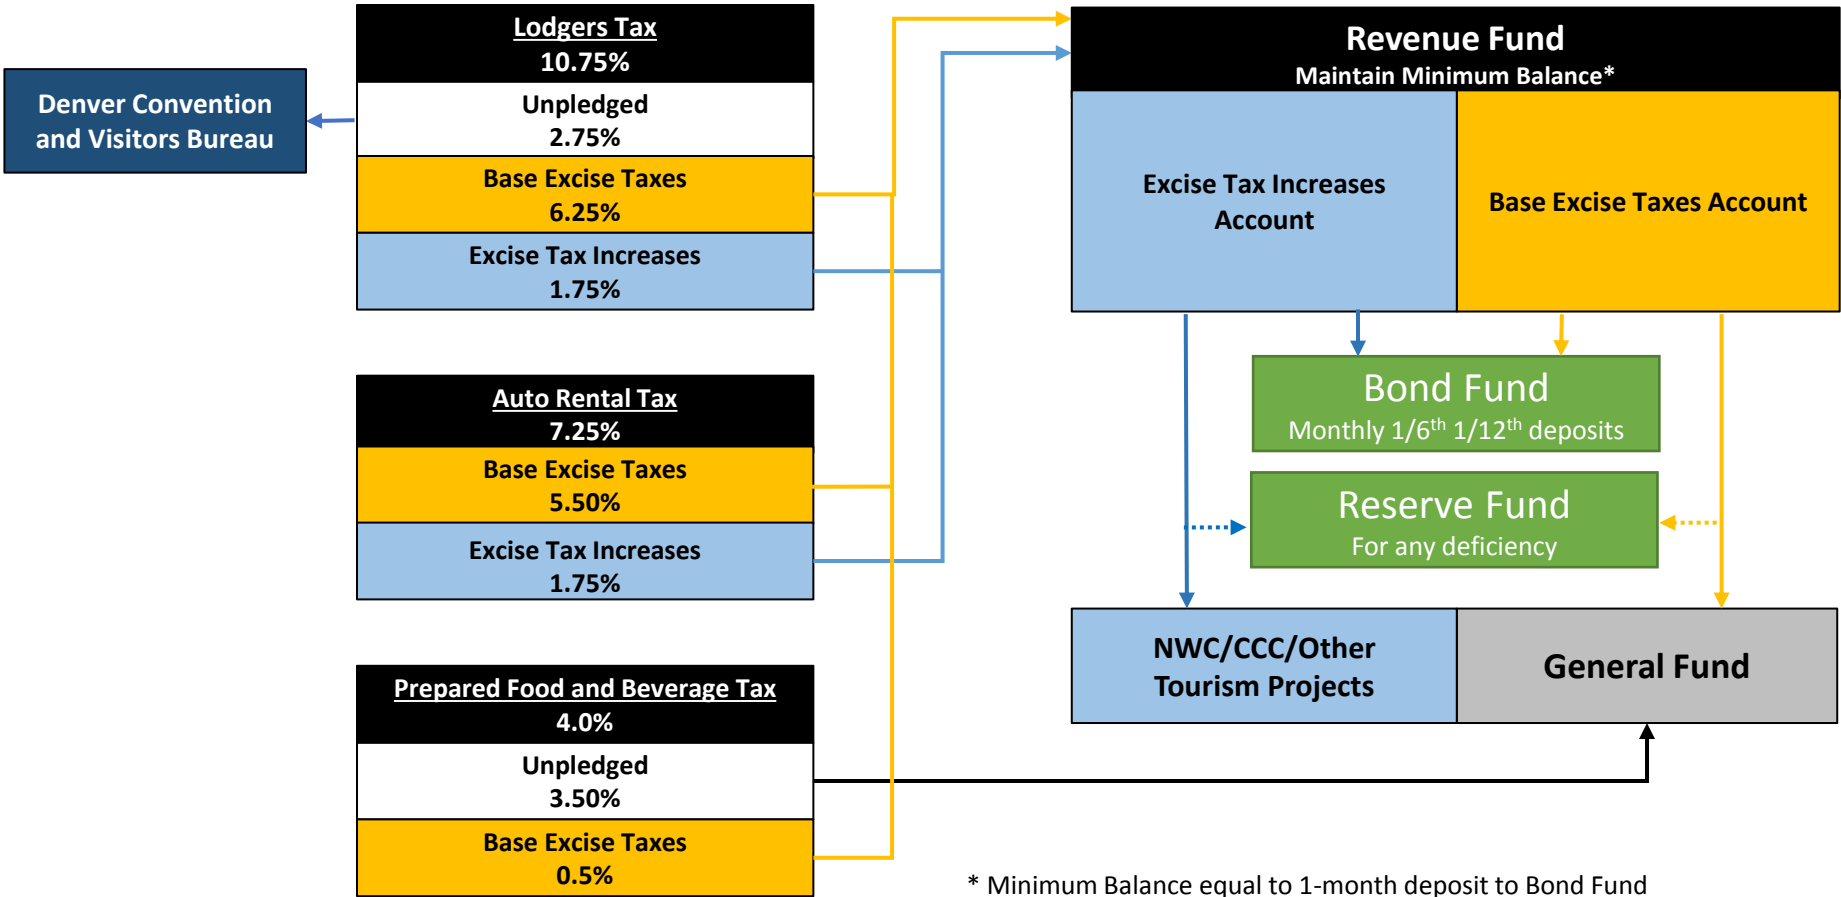 Denver Convention
and Visitors Bureau
Lodgers Tax
10.75%
Unpledged
2.75%
Base Excise Taxes
6.25%
Excise Tax Increases
1.75%
Auto Rental Tax
7.25%
Base Excise Taxes
5.50%
Excise Tax Increases
1.75%
Prepared Food and Beverage Tax
4.0%
Unpledged
3.50%
Base Excise Taxes
0.5%
Revenue Fund
Maintain Minimum Balance*
Excise Tax Increases
Account
Base Excise Taxes Account
Bond Fund
Monthly 1/6th 1/12th deposits
Reserve Fund
For any deficiency
NWC/CCC/Other
Tourism Projects
General Fund
* Minimum Balance equal to 1-month deposit to Bond Fund